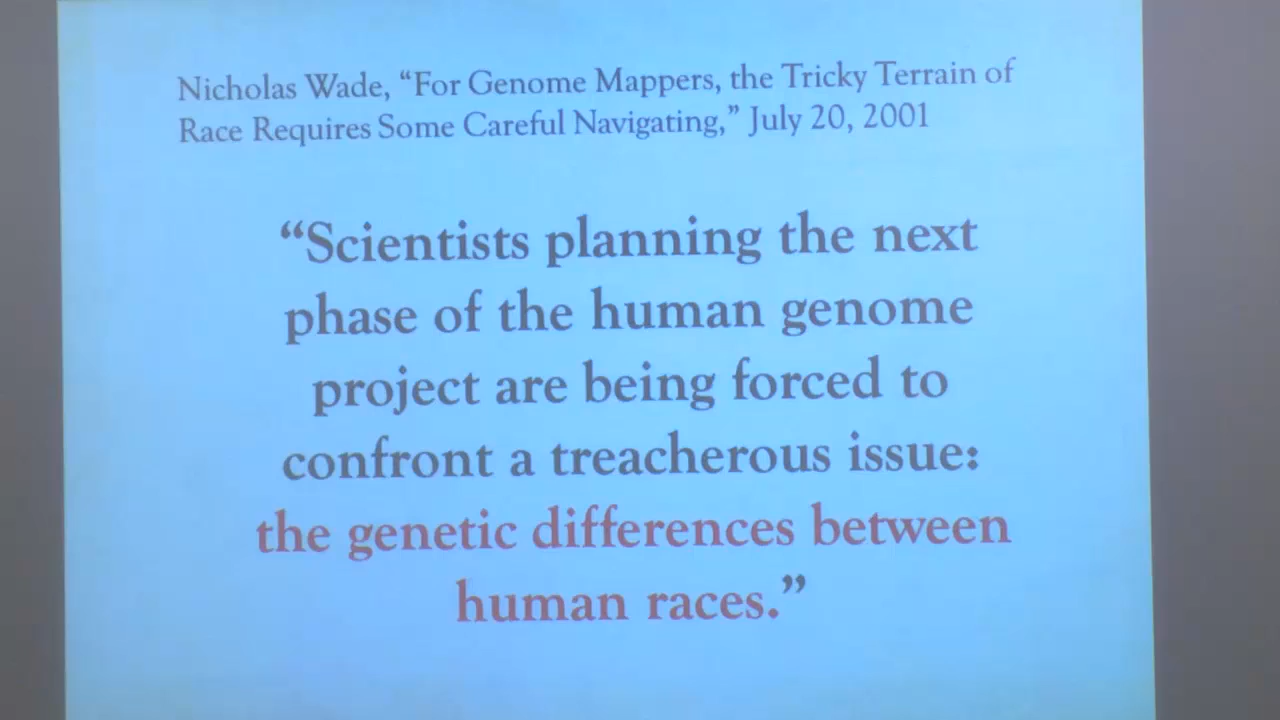 Nicholas Wade, “For Genome Mappers, the Tricky Terrain of
Race Requires Some Careful Navigating,” July 20, 2001
“Scientists planning the next
phase of the human genome
project are being forced to
confront a treacherous issue:
the genetic differences between
human races.”